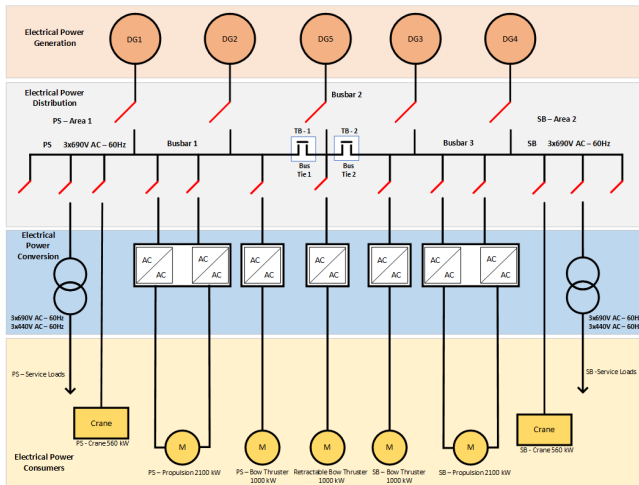 Electrical Power
Generation
DG1
DG2
DG5
DG3
DG4
Electrical Power
Distribution
Busbar 2
PS – Area 1
SB – Area 2
TB - 1
TB - 2
PS
3x690V AC – 60Hz
Busbar 1
Busbar 3
SB
3x690V AC – 60Hz
Bus
Tie 1
Bus
Tie 2
Electrical
Power
Conversion
AC
AC
AC
AC
AC
AC
AC
AC
AC
AC
AC
AC
AC
AC
3x690V AC – 60Hz
3x440V AC – 60Hz
3x690V AC – 60H
3x440V AC – 60H
PS – Service Loads
SB -Service Loads
Crane
PS - Crane 560 kW
Crane
SB - Crane 560 kW
M
M
M
M
M
Electrical Power
Consumers
PS – Propulsion 2100 kW
PS – Bow Thruster
1000 kW
Retractable Bow Thruster
1000 kW
SB – Bow Thruster
1000 kW
SB – Propulsion 2100 kW